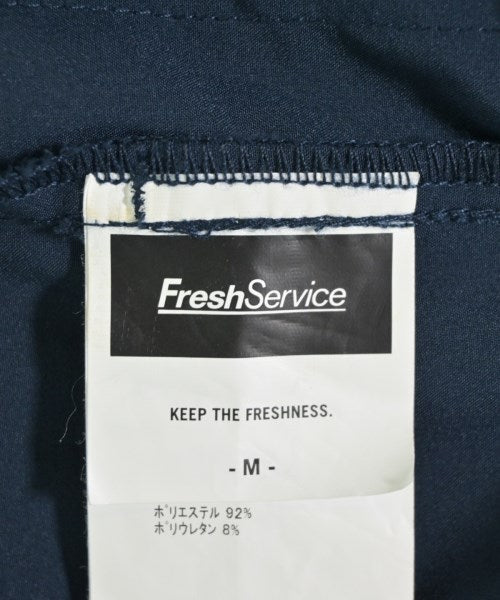 FreshService
KEEP THE FRESHNESS.
- M -
ポリエステル 92%
ポリウレタン 8%